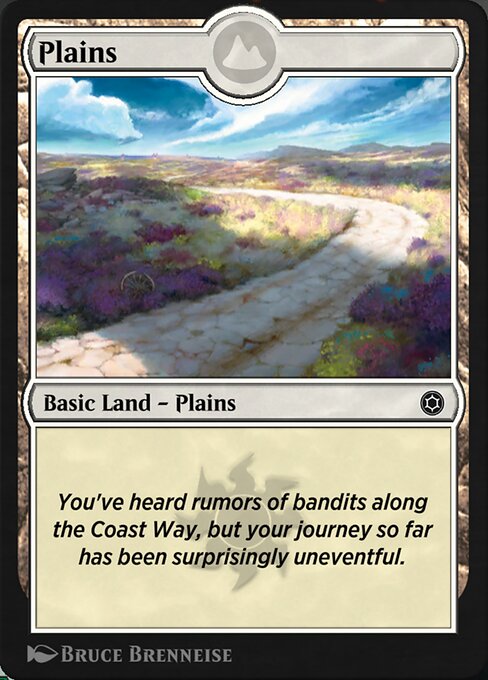 Plains
Basic Land – Plains
You've heard rumors of bandits along
the Coast Way, but your journey so far
has been surprisingly uneventful.
Bruce Brenneise